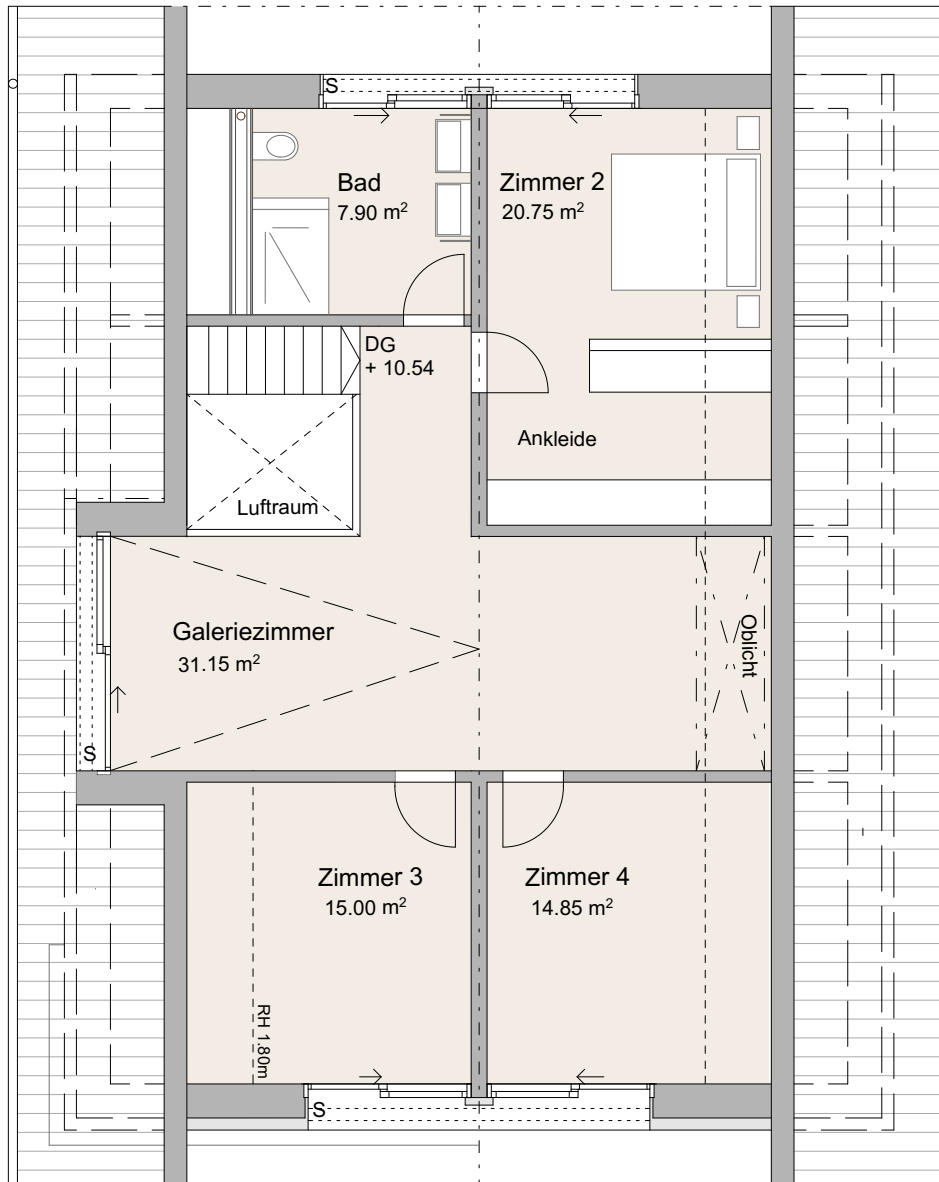 S
Bad
7.90 m²
Zimmer 2
20.75 m²
DG
+ 10.54
Ankleide
Luftraum
Galeriezimmer
31.15 m²
Oblicht
S
Zimmer 3
15.00 m²
Zimmer 4
14.85 m²
RH 1.80m
S